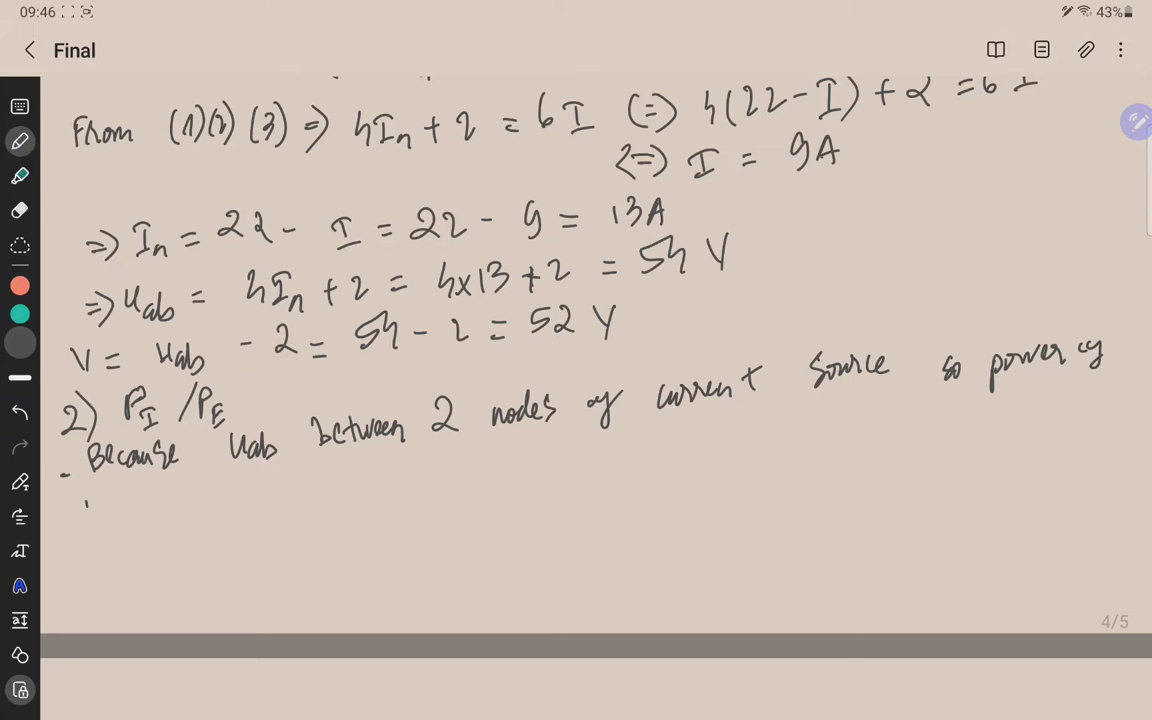 09:46 43%
Final
From (1)(2)(3) => 4In + 2 = 6I (=) 4(22 - I) + 2 = 6I
<=> I = 9A
=> In = 22 - I = 22 - 9 = 13A
=> Uab = 4In + 2 = 4x13 + 2 = 54 V
V = Uab - 2 = 54 - 2 = 52 V
2) PI / PE
- Because Uab between 2 nodes of current source so power of
4/5